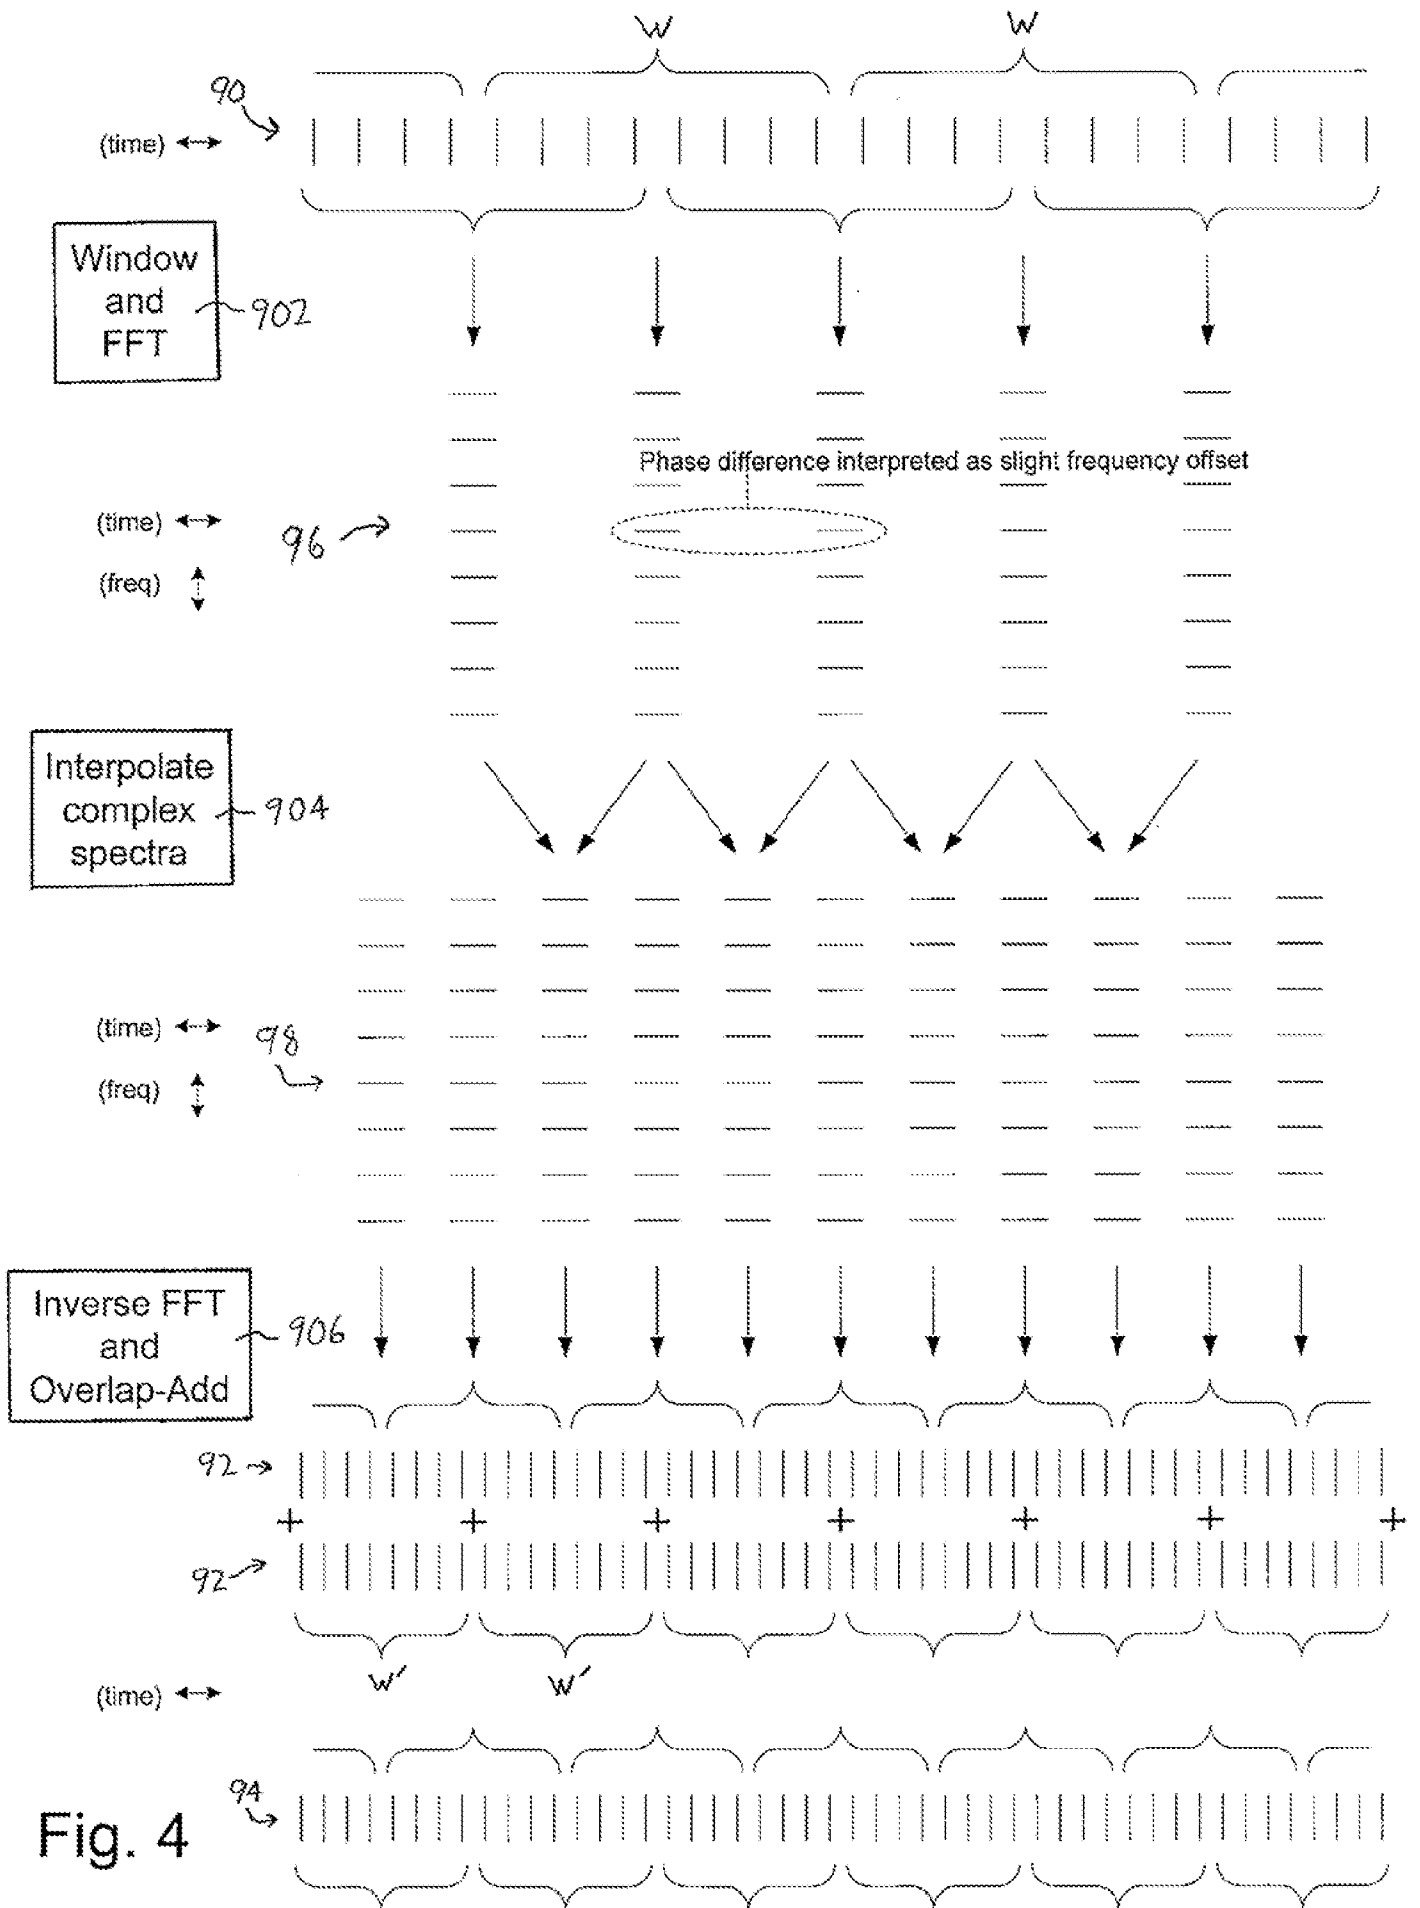 W
W
90
(time)
Window
and
FFT
902
Phase difference interpreted as slight frequency offset
(time)
96
(freq)
Interpolate
complex
spectra
904
(time)
98
(freq)
Inverse FFT
and
Overlap-Add
906
92
+ + + + + + +
92
W' W'
(time)
94
Fig. 4